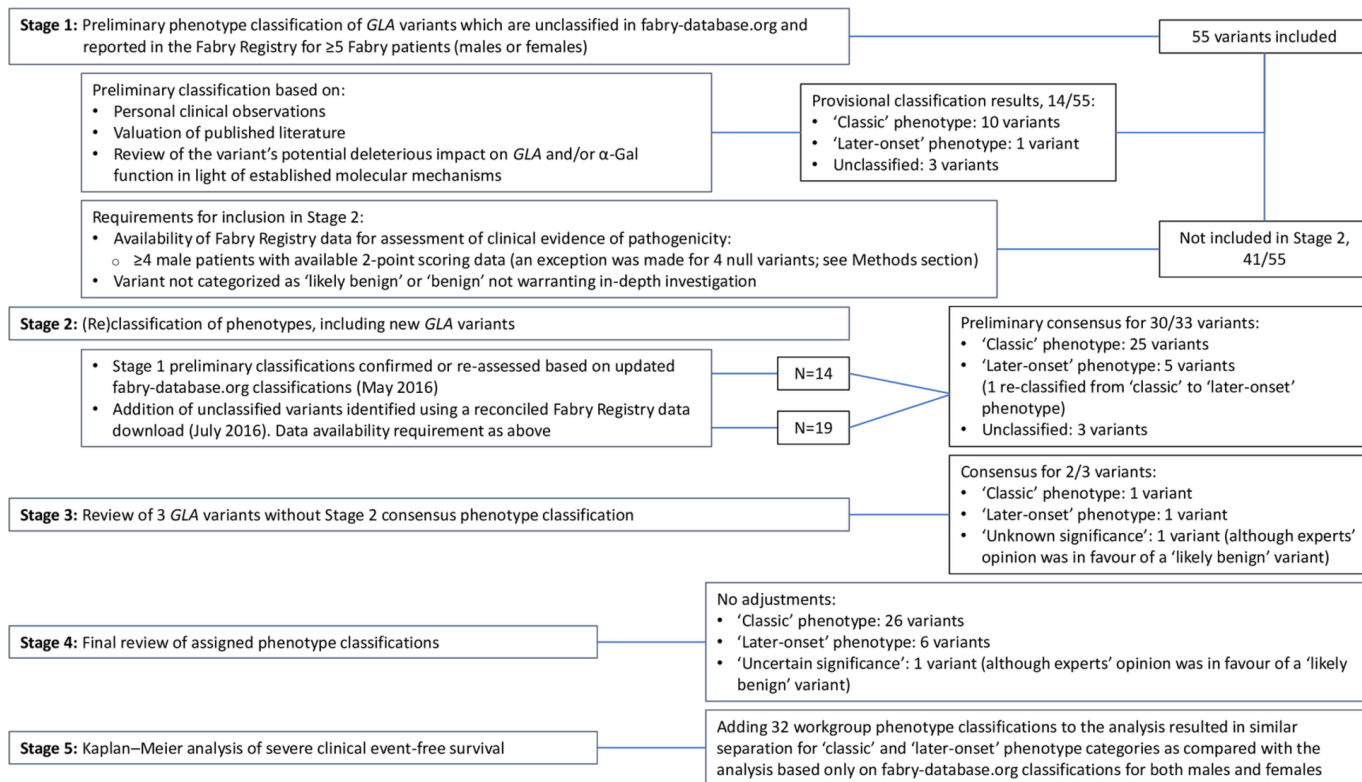 Stage 1: Preliminary phenotype classification of GLA variants which are unclassified in fabry-database.org and
reported in the Fabry Registry for ≥5 Fabry patients (males or females)
55 variants included
Preliminary classification based on:
• Personal clinical observations
• Valuation of published literature
• Review of the variant's potential deleterious impact on GLA and/or α-Gal
function in light of established molecular mechanisms
Provisional classification results, 14/55:
• 'Classic' phenotype: 10 variants
• 'Later-onset' phenotype: 1 variant
• Unclassified: 3 variants
Requirements for inclusion in Stage 2:
• Availability of Fabry Registry data for assessment of clinical evidence of pathogenicity:
○ ≥4 male patients with available 2-point scoring data (an exception was made for 4 null variants; see Methods section)
• Variant not categorized as 'likely benign' or 'benign' not warranting in-depth investigation
Not included in Stage 2,
41/55
Stage 2: (Re)classification of phenotypes, including new GLA variants
• Stage 1 preliminary classifications confirmed or re-assessed based on updated
fabry-database.org classifications (May 2016)
• Addition of unclassified variants identified using a reconciled Fabry Registry data
download (July 2016). Data availability requirement as above
N=14
N=19
Preliminary consensus for 30/33 variants:
• 'Classic' phenotype: 25 variants
• 'Later-onset' phenotype: 5 variants
(1 re-classified from 'classic' to 'later-onset'
phenotype)
• Unclassified: 3 variants
Stage 3: Review of 3 GLA variants without Stage 2 consensus phenotype classification
Consensus for 2/3 variants:
• 'Classic' phenotype: 1 variant
• 'Later-onset' phenotype: 1 variant
• 'Unknown significance': 1 variant (although experts'
opinion was in favour of a 'likely benign' variant)
Stage 4: Final review of assigned phenotype classifications
No adjustments:
• 'Classic' phenotype: 26 variants
• 'Later-onset' phenotype: 6 variants
• 'Uncertain significance': 1 variant (although experts' opinion was in favour of a 'likely
benign' variant)
Stage 5: Kaplan–Meier analysis of severe clinical event-free survival
Adding 32 workgroup phenotype classifications to the analysis resulted in similar
separation for 'classic' and 'later-onset' phenotype categories as compared with the
analysis based only on fabry-database.org classifications for both males and females